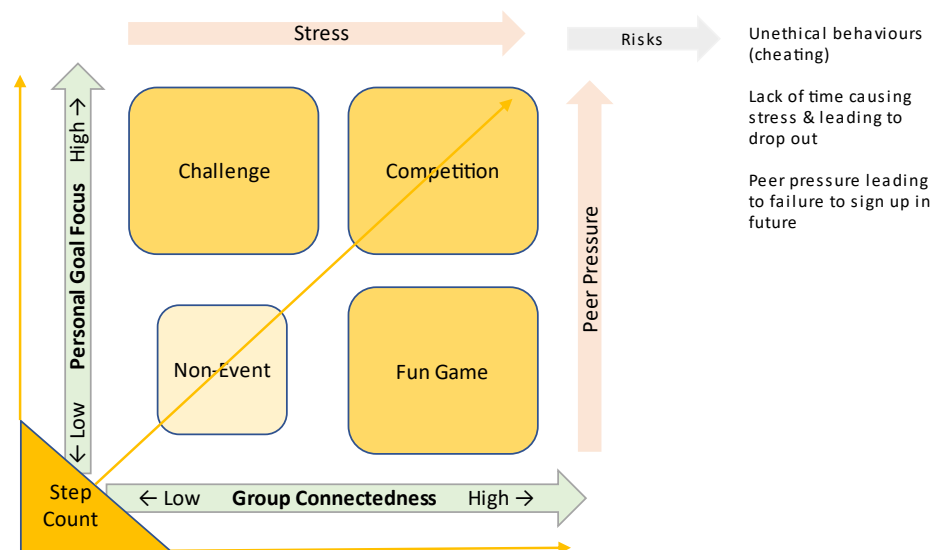 Stress
Risks
Unethical behaviours
(cheating)
Lack of time causing
stress & leading to
drop out
Peer pressure leading
to failure to sign up in
future
← Low Personal Goal Focus High →
Challenge
Competition
Non-Event
Fun Game
Peer Pressure
Step
Count
← Low Group Connectedness High →